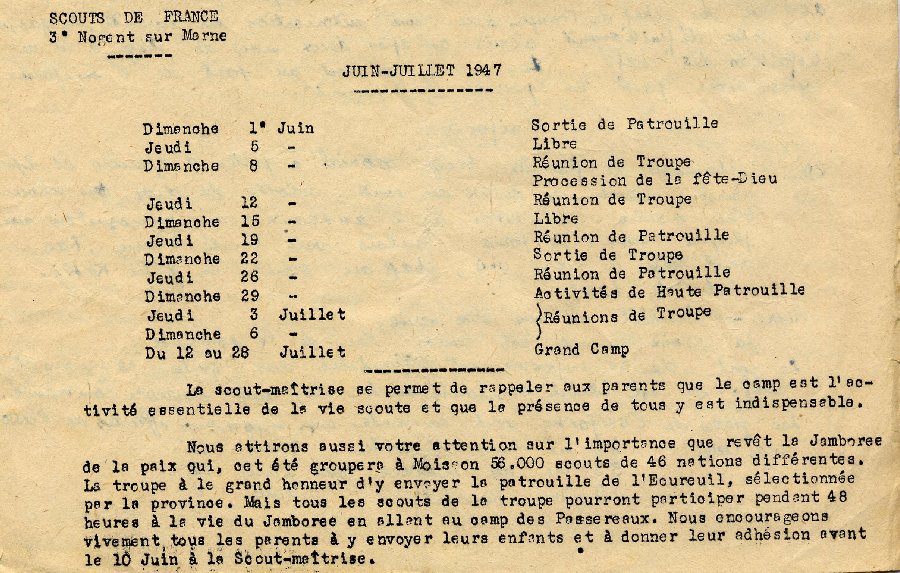 SCOUTS DE FRANCE
3° Nogent sur Marne
JUIN-JUILLET 1947
Dimanche 1° Juin Sortie de Patrouille
Jeudi 5 - Libre
Dimanche 8 - Réunion de Troupe
Procession de la fête-Dieu
Jeudi 12 - Réunion de Troupe
Dimanche 15 - Libre
Jeudi 19 - Réunion de Patrouille
Dimanche 22 - Sortie de Troupe
Jeudi 26 - Réunion de Patrouille
Dimanche 29 - Activités de Haute Patrouille
Jeudi 3 Juillet }Réunions de Troupe
Dimanche 6 -
Du 12 au 28 Juillet Grand Camp
La scout-maîtrise se permet de rappeler aux parents que le camp est l'ac-
tivité essentielle de la vie scoute et que la présence de tous y est indispensable.
Nous attirons aussi votre attention sur l'importance que revêt la Jamboree
de la paix qui, cet été groupera à Moisson 56.000 scouts de 46 nations différentes.
La troupe à le grand honneur d'y envoyer la patrouille de l'Ecureuil, sélectionnée
par la province. Mais tous les scouts de la troupe pourront participer pendant 48
heures à la vie du Jamboree en allant au camp des Passereaux. Nous encourageons
vivement tous les parents à y envoyer leurs enfants et à donner leur adhésion avant
le 10 Juin à la Scout-maîtrise.